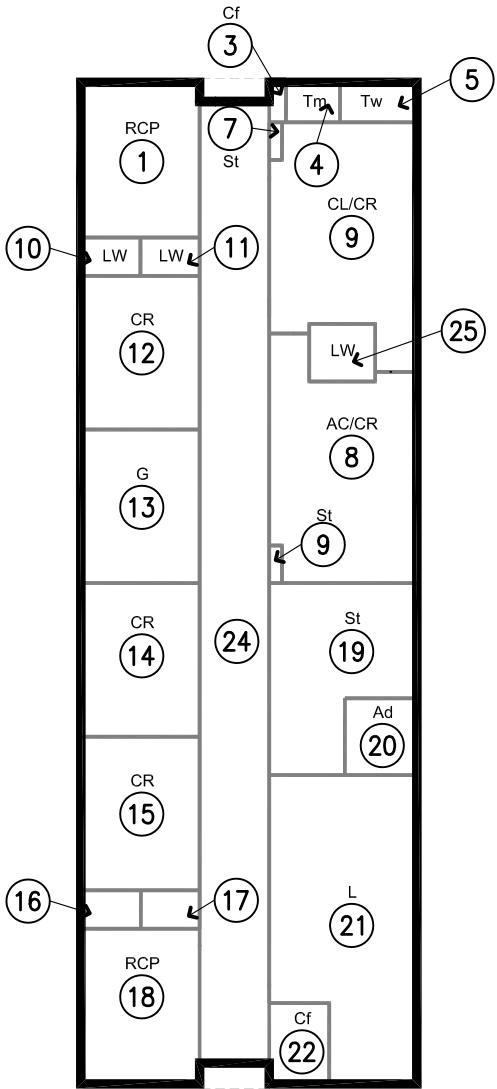 Cf
3
5
Tm
Tw
RCP
1
7
St
4
CL/CR
9
10
LW
LW
11
CR
12
LW
25
AC/CR
8
G
13
St
9
CR
14
24
St
19
Ad
20
CR
15
16
17
L
21
RCP
18
Cf
22